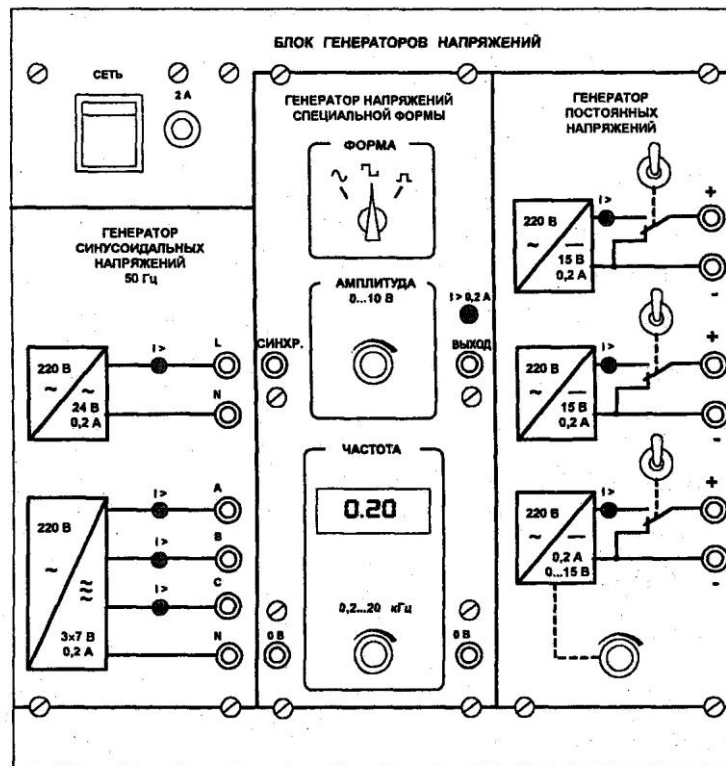 БЛОК ГЕНЕРАТОРОВ НАПРЯЖЕНИЙ
СЕТЬ
2 А
ГЕНЕРАТОР
СИНУСОИДАЛЬНЫХ
НАПРЯЖЕНИЙ
50 Гц
220 В
~
~
24 В
0,2 А
I >
L
N
220 В
~
3×7 В
0,2 А
I >
A
I >
B
I >
C
N
ГЕНЕРАТОР НАПРЯЖЕНИЙ
СПЕЦИАЛЬНОЙ ФОРМЫ
ФОРМА
АМПЛИТУДА
0...10 В
I > 0,2 А
СИНХР.
ВЫХОД
ЧАСТОТА
0.20
0,2...20 кГц
0 В
0 В
ГЕНЕРАТОР
ПОСТОЯННЫХ
НАПРЯЖЕНИЙ
220 В
~
15 В
0,2 А
I >
+
-
220 В
~
15 В
0,2 А
I >
+
-
220 В
~
0,2 А
0...15 В
I >
+
-